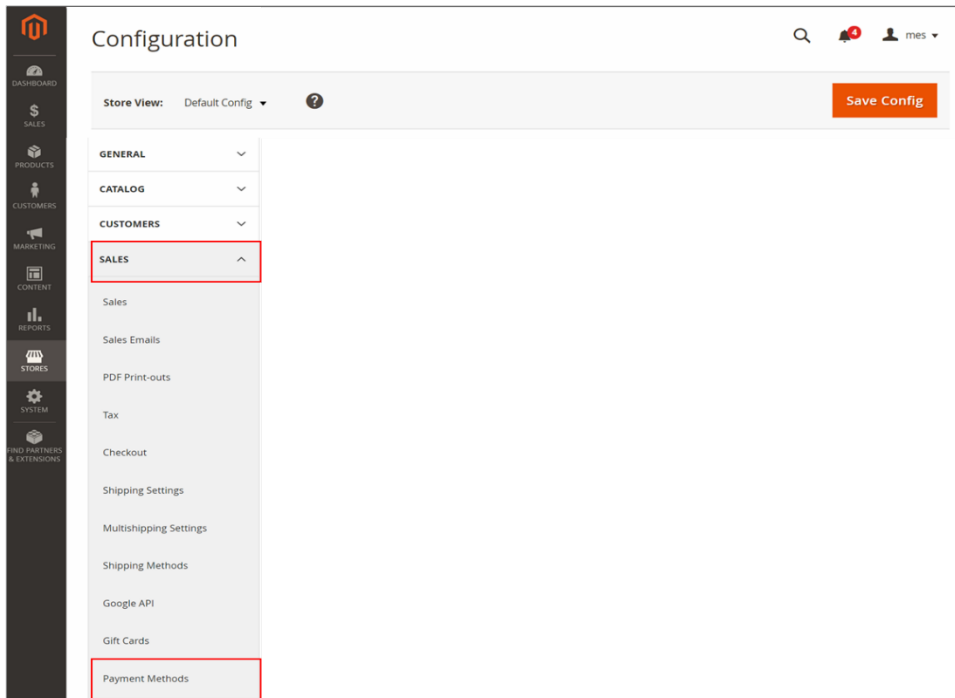 Configuration
4
mes
Store View: Default Config
?
Save Config
DASHBOARD
$
SALES
PRODUCTS
CUSTOMERS
MARKETING
CONTENT
REPORTS
STORES
SYSTEM
FIND PARTNERS
& EXTENSIONS
GENERAL
CATALOG
CUSTOMERS
SALES
Sales
Sales Emails
PDF Print-outs
Tax
Checkout
Shipping Settings
Multishipping Settings
Shipping Methods
Google API
Gift Cards
Payment Methods